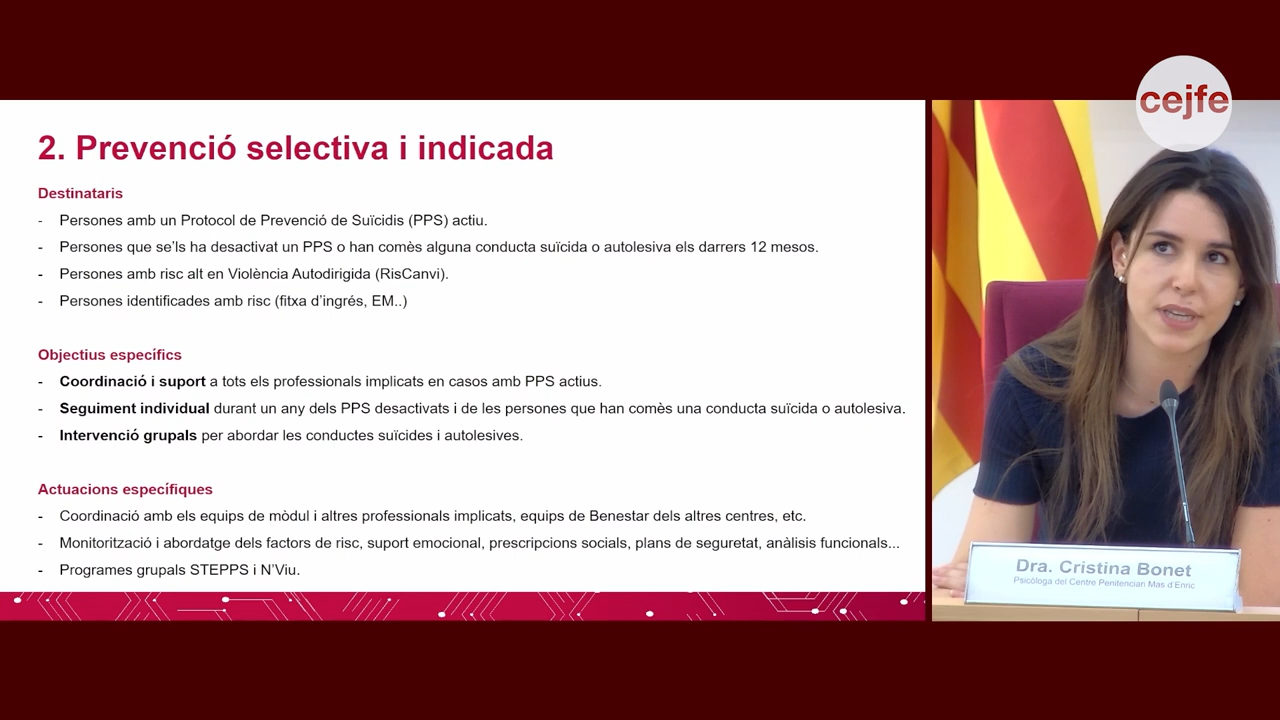 cejfe
2. Prevenció selectiva i indicada
Destinataris
- Persones amb un Protocol de Prevenció de Suïcidis (PPS) actiu.
- Persones que se’ls ha desactivat un PPS o han comès alguna conducta suïcida o autolesiva els darrers 12 mesos.
- Persones amb risc alt en Violència Autodirigida (RisCanvi).
- Persones identificades amb risc (fitxa d’ingrés, EM..)
Objectius específics
- Coordinació i suport a tots els professionals implicats en casos amb PPS actius.
- Seguiment individual durant un any dels PPS desactivats i de les persones que han comès una conducta suïcida o autolesiva.
- Intervenció grupals per abordar les conductes suïcides i autolesives.
Actuacions específiques
- Coordinació amb els equips de mòdul i altres professionals implicats, equips de Benestar dels altres centres, etc.
- Monitorització i abordatge dels factors de risc, suport emocional, prescripcions socials, plans de seguretat, anàlisis funcionals...
- Programes grupals STEPPS i N’Viu.
Dra. Cristina Bonet
Psicòloga del Centre Penitenciari Mas d’Enric